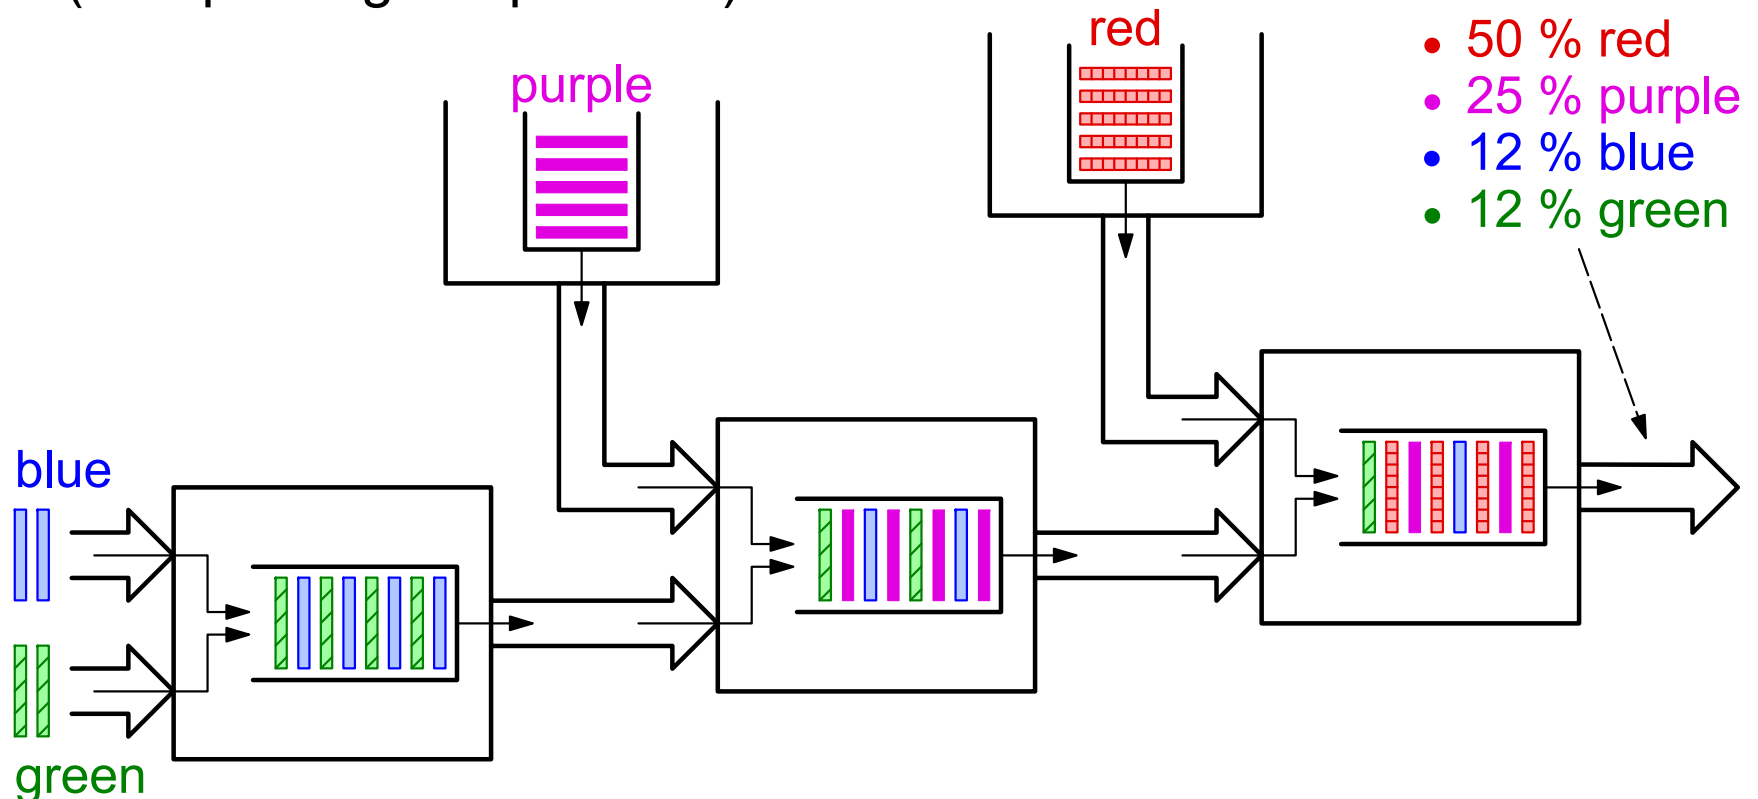 red
purple
• 50 % red
• 25 % purple
• 12 % blue
• 12 % green
blue
green